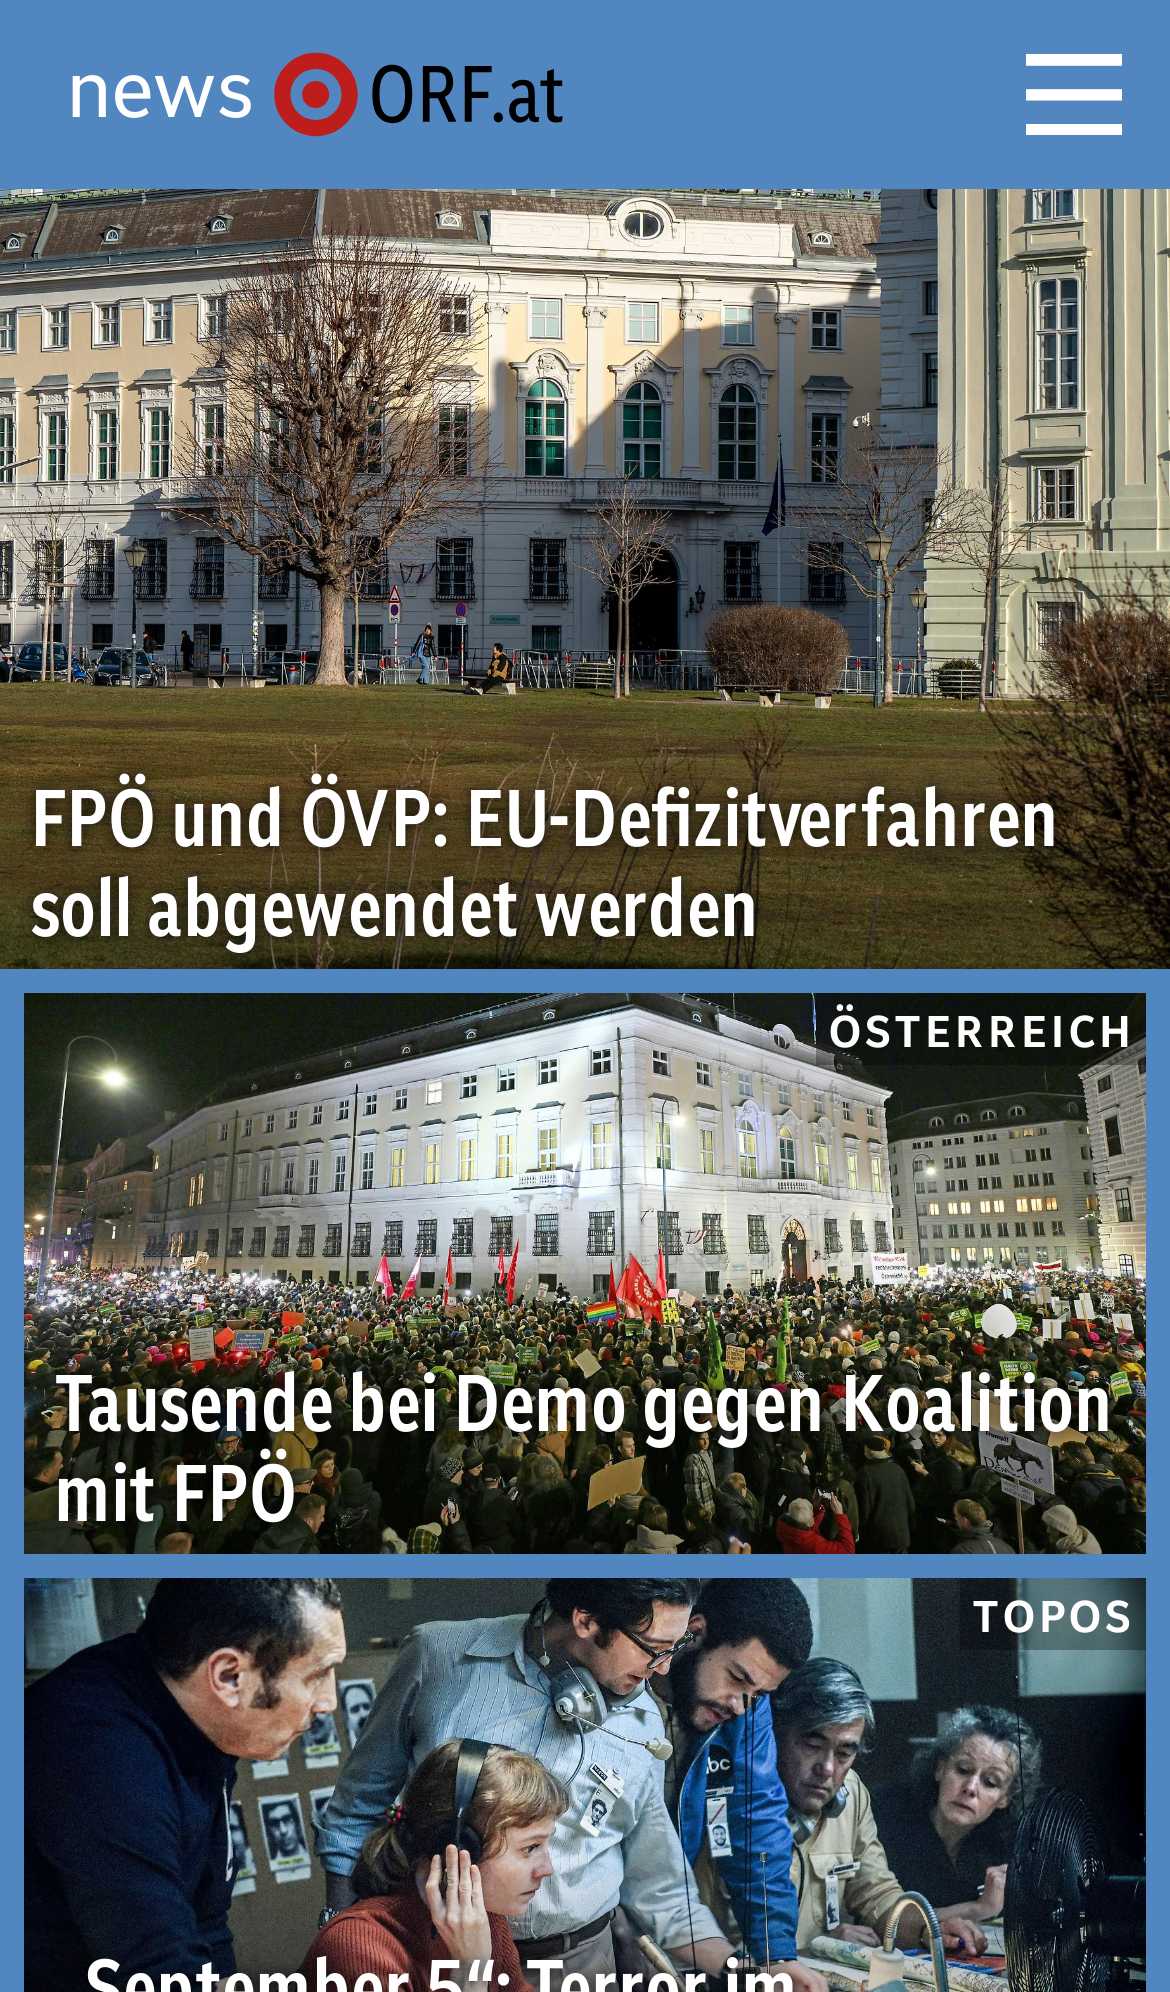 news ORF.at
FPÖ und ÖVP: EU-Defizitverfahren
soll abgewendet werden
ÖSTERREICH
Tausende bei Demo gegen Koalition
mit FPÖ
TOPOS
abc
September 5“: Terror im